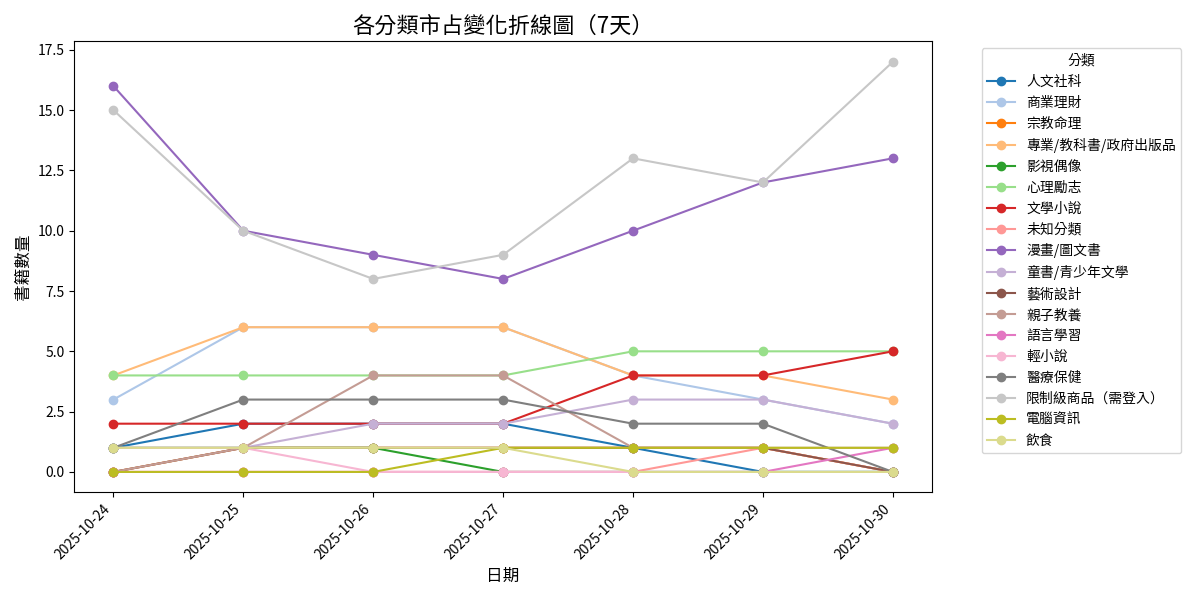 各分類市占變化折線圖（7天）
書籍數量
17.5
15.0
12.5
10.0
7.5
5.0
2.5
0.0
2025-10-24
2025-10-25
2025-10-26
2025-10-27
2025-10-28
2025-10-29
2025-10-30
日期
分類
人文社科
商業理財
宗教命理
專業/教科書/政府出版品
影視偶像
心理勵志
文學小說
未知分類
漫畫/圖文書
童書/青少年文學
藝術設計
親子教養
語言學習
輕小說
醫療保健
限制級商品（需登入）
電腦資訊
飲食